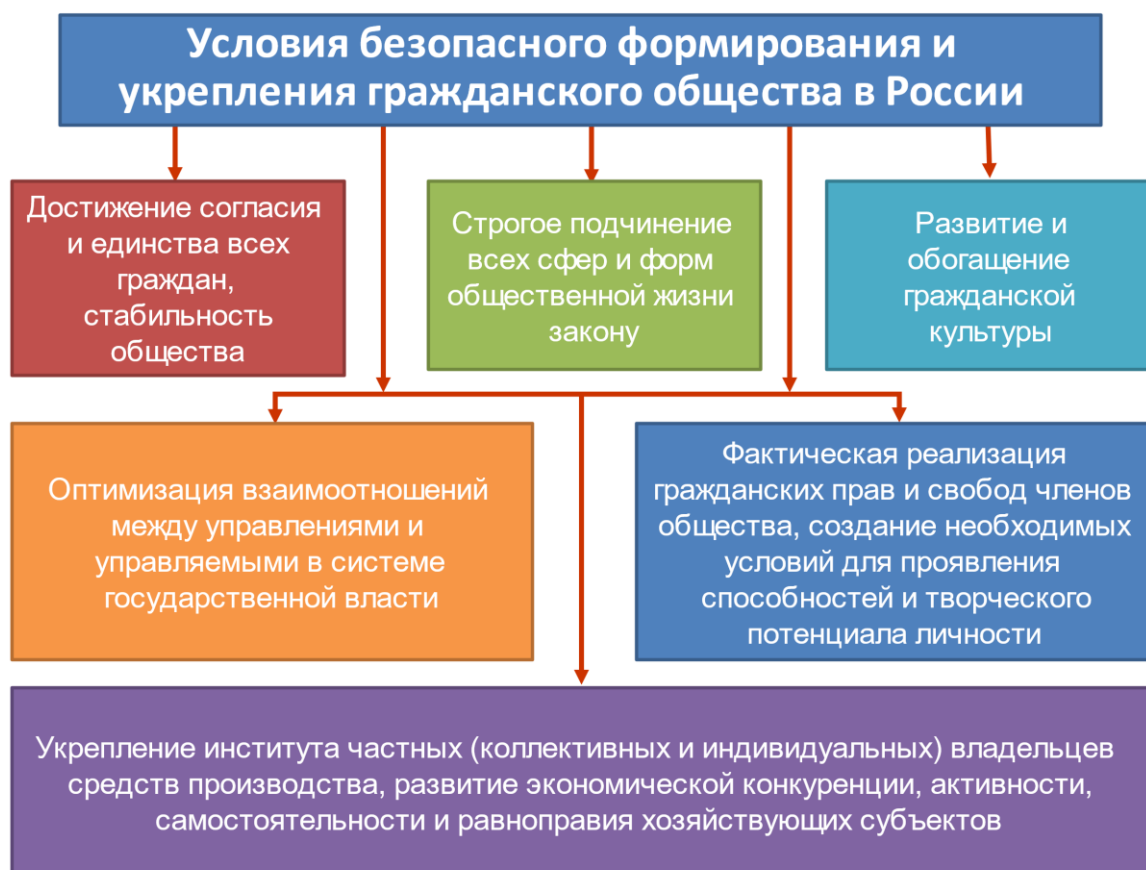 Условия безопасного формирования и
укрепления гражданского общества в России
Достижение согласия
и единства всех
граждан,
стабильность
общества
Строгое подчинение
всех сфер и форм
общественной жизни
закону
Развитие и
обогащение
гражданской
культуры
Оптимизация взаимоотношений
между управлениями и
управляемыми в системе
государственной власти
Фактическая реализация
гражданских прав и свобод членов
общества, создание необходимых
условий для проявления
способностей и творческого
потенциала личности
Укрепление института частных (коллективных и индивидуальных) владельцев
средств производства, развитие экономической конкуренции, активности,
самостоятельности и равноправия хозяйствующих субъектов